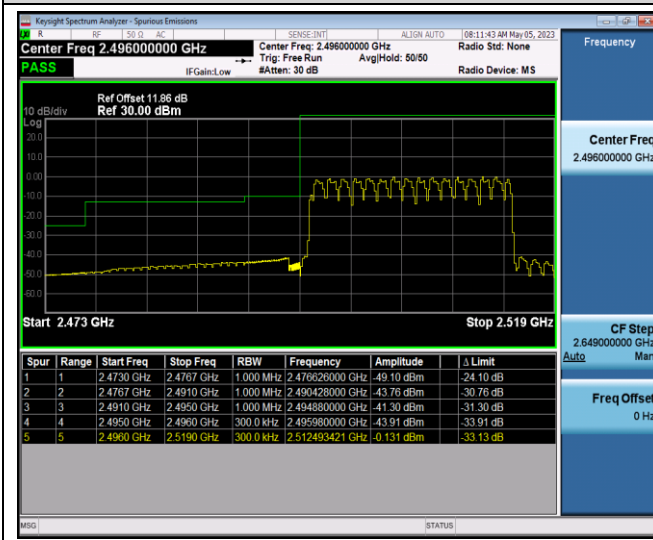 Keysight Spectrum Analyzer - Spurious Emissions
R RF 50 Ω AC SENSE:INT ALIGN AUTO 08:11:43 AM May 05, 2023
Center Freq 2.496000000 GHz
Center Freq: 2.496000000 GHz
Radio Std: None
Trig: Free Run Avg|Hold: 50/50
PASS
IFGain:Low
#Atten: 30 dB
Radio Device: MS
Frequency
Ref Offset 11.86 dB
10 dB/div Ref 30.00 dBm
Log
20.0
10.0
0.00
-10.0
-20.0
-30.0
-40.0
-50.0
-60.0
Start 2.473 GHz Stop 2.519 GHz
Center Freq
2.496000000 GHz
CF Step
2.649000000 GHz
Auto Man
Freq Offset
0 Hz
Spur Range Start Freq Stop Freq RBW Frequency Amplitude Δ Limit
1 1 2.4730 GHz 2.4767 GHz 1.000 MHz 2.476626000 GHz -49.10 dBm -24.10 dB
2 2 2.4767 GHz 2.4910 GHz 1.000 MHz 2.490428000 GHz -43.76 dBm -30.76 dB
3 3 2.4910 GHz 2.4950 GHz 1.000 MHz 2.494880000 GHz -41.30 dBm -31.30 dB
4 4 2.4950 GHz 2.4960 GHz 300.0 kHz 2.495980000 GHz -43.91 dBm -33.91 dB
5 5 2.4960 GHz 2.5190 GHz 300.0 kHz 2.512493421 GHz -0.131 dBm -33.13 dB
MSG STATUS